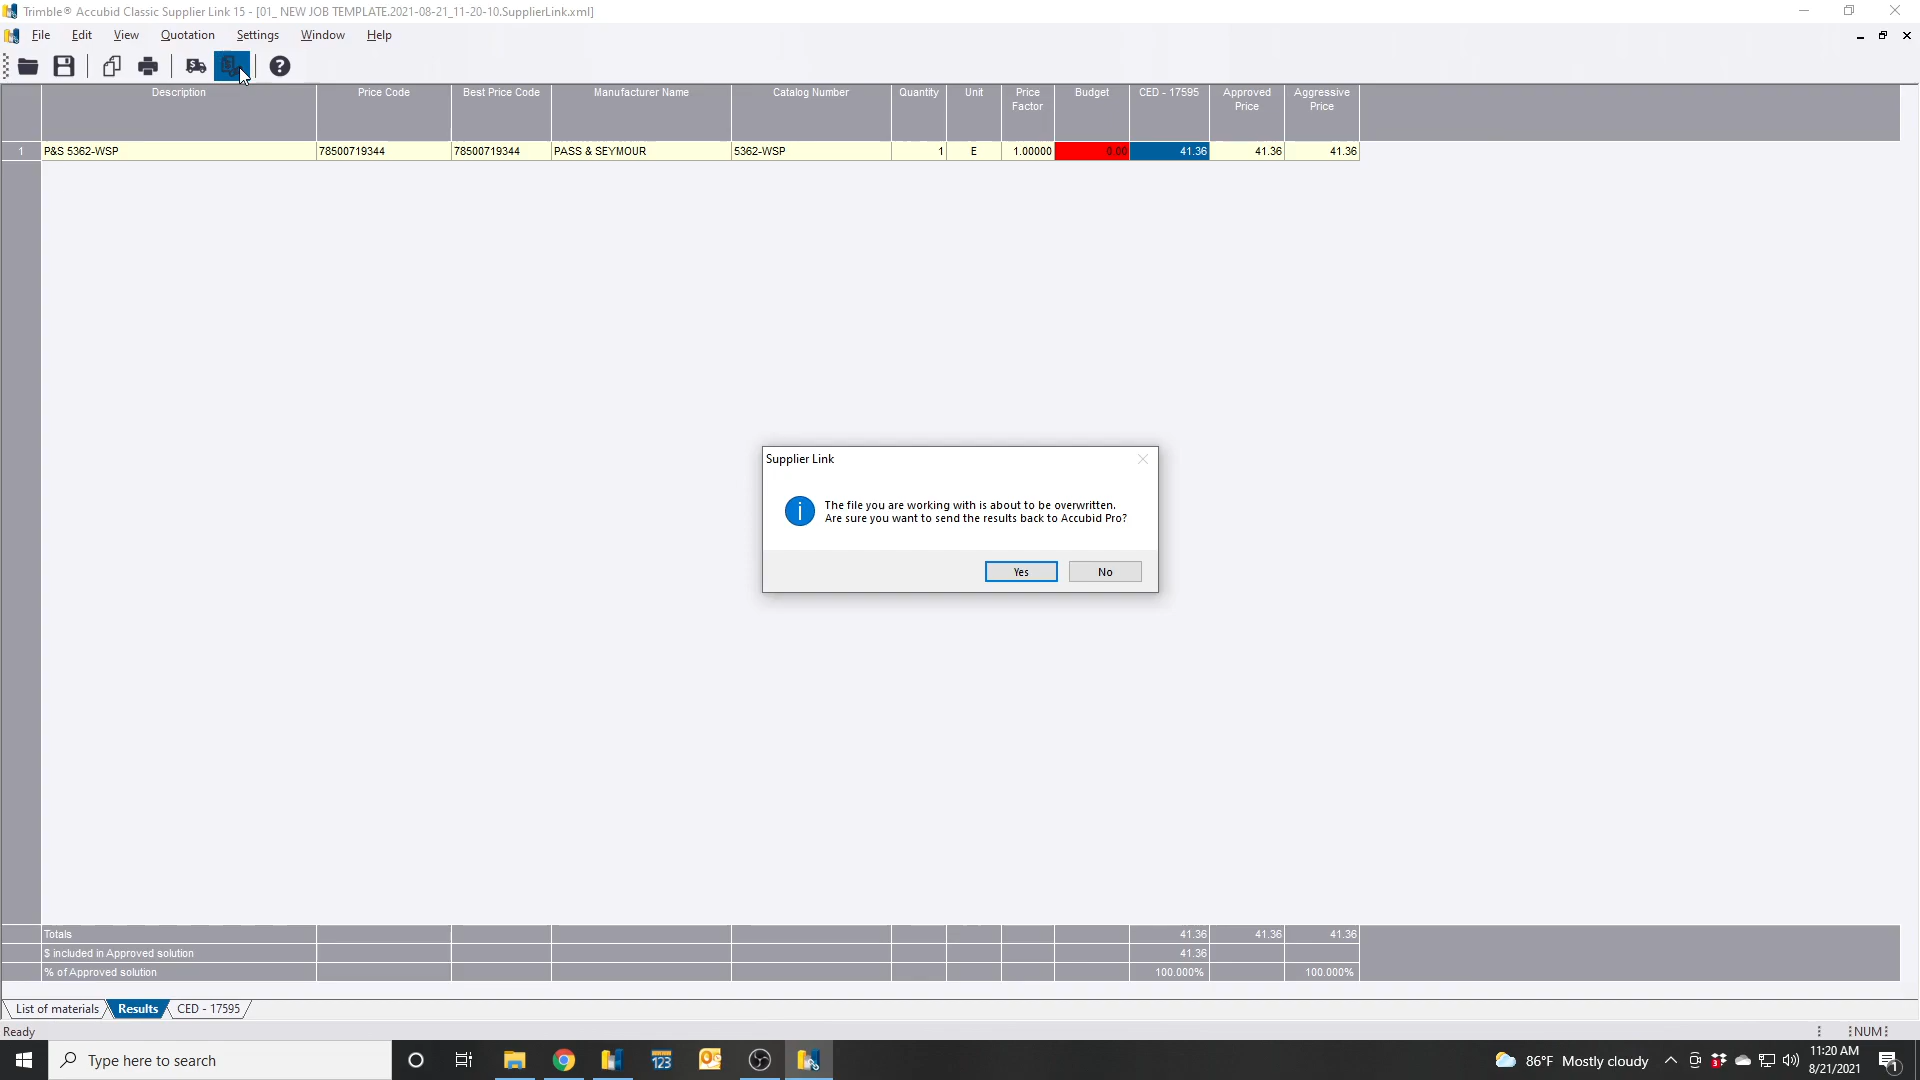 Trimble® Accubid Classic Supplier Link 15 - [01_ NEW JOB TEMPLATE.2021-08-21_11-20-10.SupplierLink.xml]
File Edit View Quotation Settings Window Help
Description Price Code Best Price Code Manufacturer Name Catalog Number Quantity Unit Price Factor Budget CED - 17595 Approved Price Aggressive Price
1 P&S 5362-WSP 78500719344 78500719344 PASS & SEYMOUR 5362-WSP 1 E 1.00000 0.00 41.36 41.36 41.36
Supplier Link
The file you are working with is about to be overwritten.
Are sure you want to send the results back to Accubid Pro?
Yes No
Totals 41.36 41.36 41.36
$ included in Approved solution 41.36
% of Approved solution 100.000% 100.000%
List of materials Results CED - 17595
Ready NUM
Type here to search 123 86°F Mostly cloudy 3 11:20 AM 1
8/21/2021